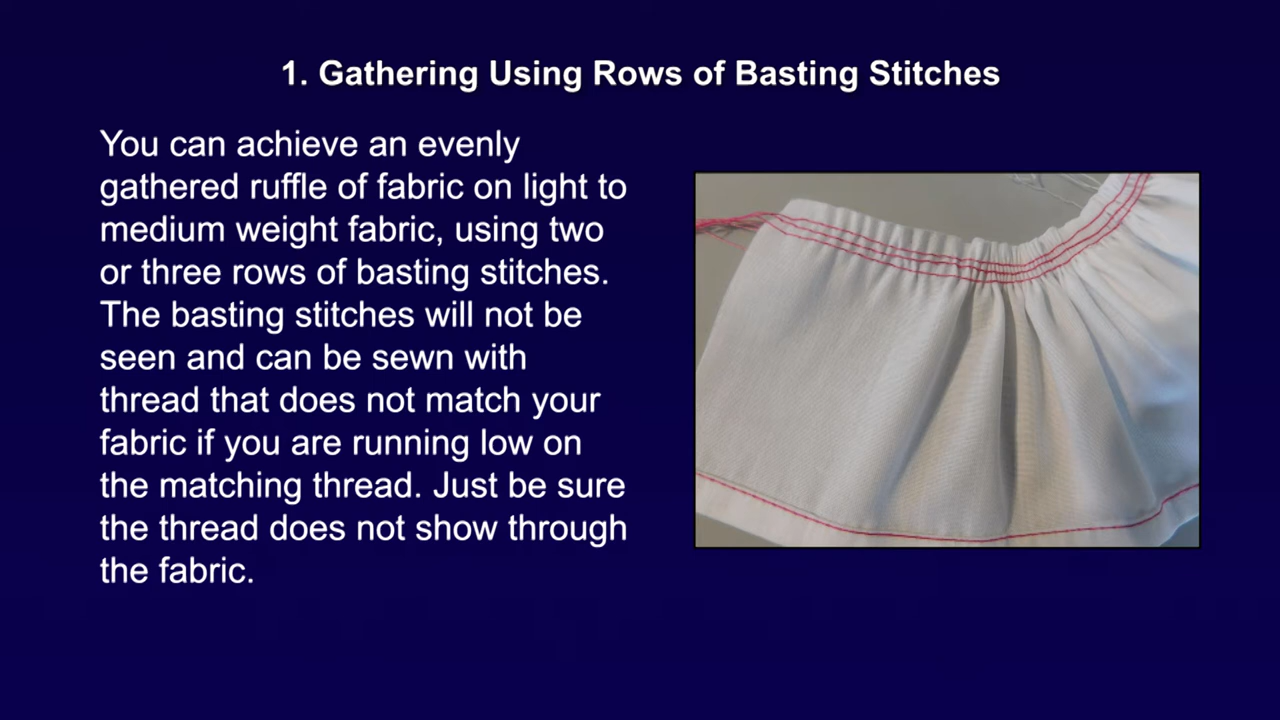 1. Gathering Using Rows of Basting Stitches
You can achieve an evenly
gathered ruffle of fabric on light to
medium weight fabric, using two
or three rows of basting stitches.
The basting stitches will not be
seen and can be sewn with
thread that does not match your
fabric if you are running low on
the matching thread. Just be sure
the thread does not show through
the fabric.